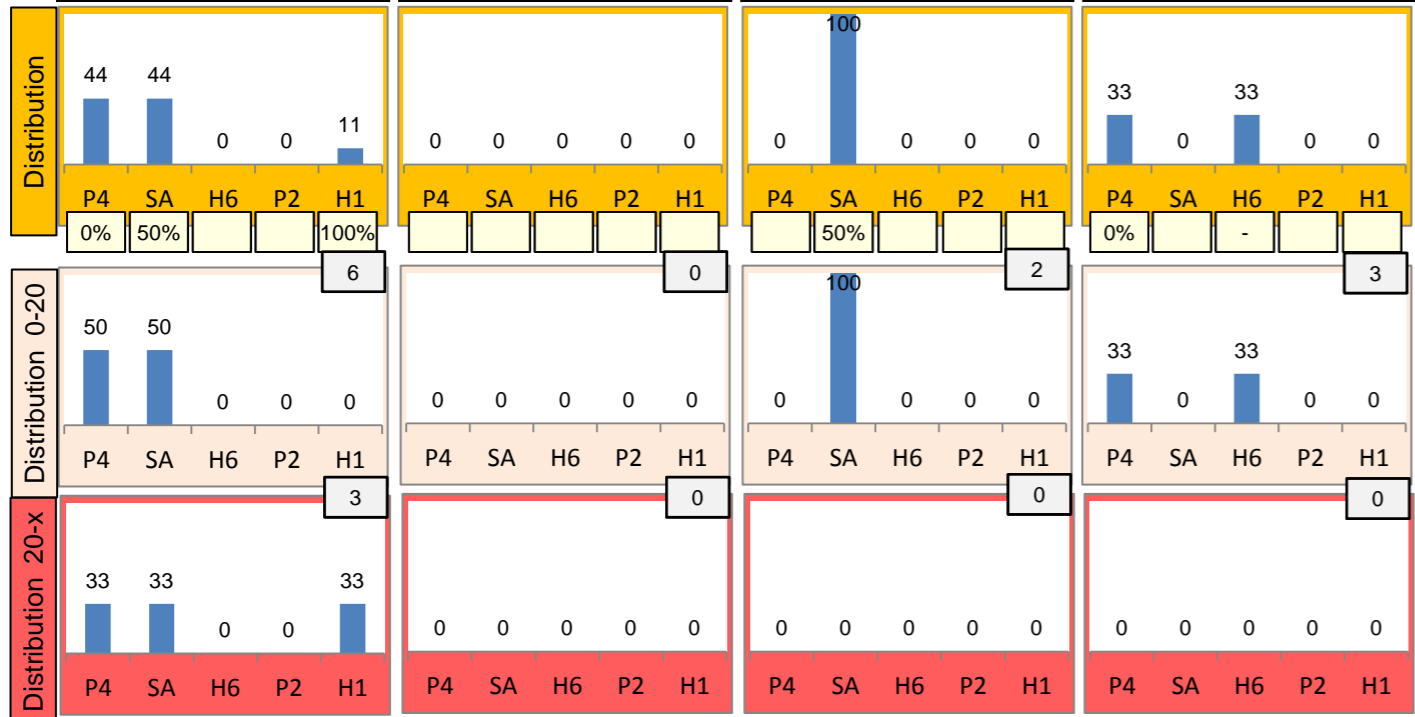 Distribution
44 44 0 0 11
P4 SA H6 P2 H1
0% 50% 100%
0 0 0 0 0
P4 SA H6 P2 H1
0 100 0 0 0
P4 SA H6 P2 H1
50%
33 0 33 0 0
P4 SA H6 P2 H1
0% -
Distribution 0-20
6
50 50 0 0 0
P4 SA H6 P2 H1
0
0 0 0 0 0
P4 SA H6 P2 H1
2
0 100 0 0 0
P4 SA H6 P2 H1
3
33 0 33 0 0
P4 SA H6 P2 H1
Distribution 20-x
3
33 33 0 0 33
P4 SA H6 P2 H1
0
0 0 0 0 0
P4 SA H6 P2 H1
0
0 0 0 0 0
P4 SA H6 P2 H1
0
0 0 0 0 0
P4 SA H6 P2 H1